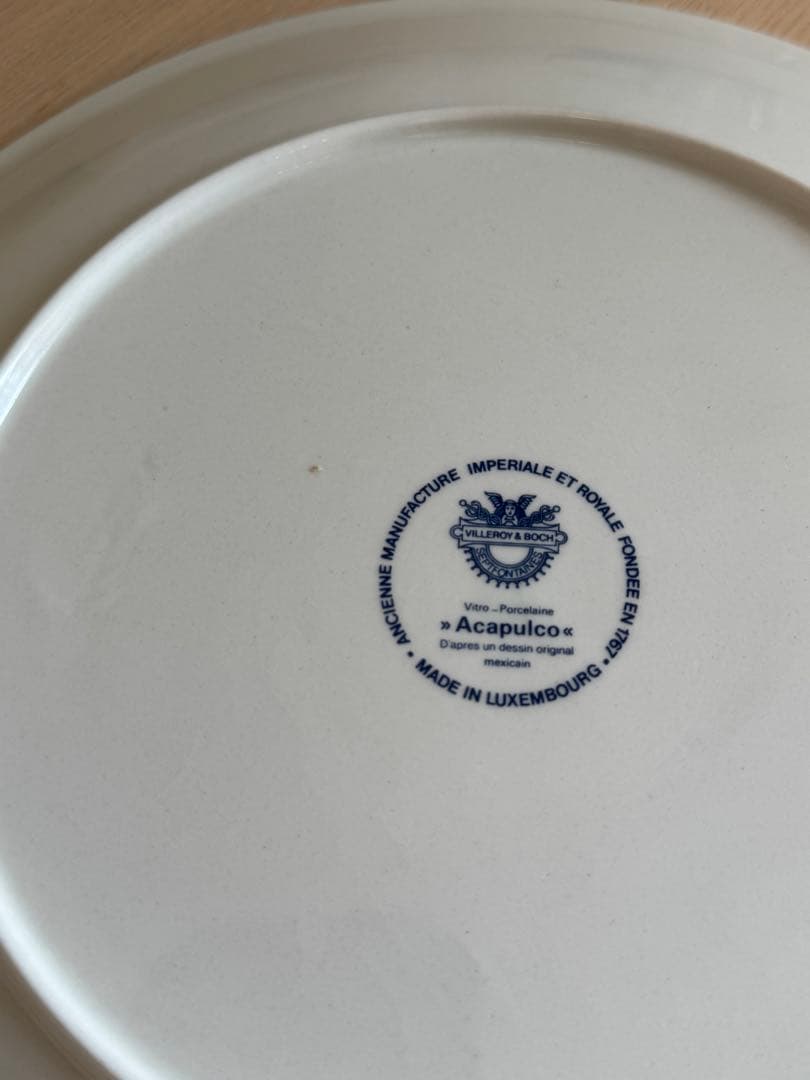 ANCIENNE MANUFACTURE IMPERIALE ET ROYALE FONDEE EN 1767 •
VILLEROY & BOCH
SEPTFONTAINES
Vitro-Porcelaine
»Acapulco«
D'apres un dessin original
mexicain
• MADE IN LUXEMBOURG